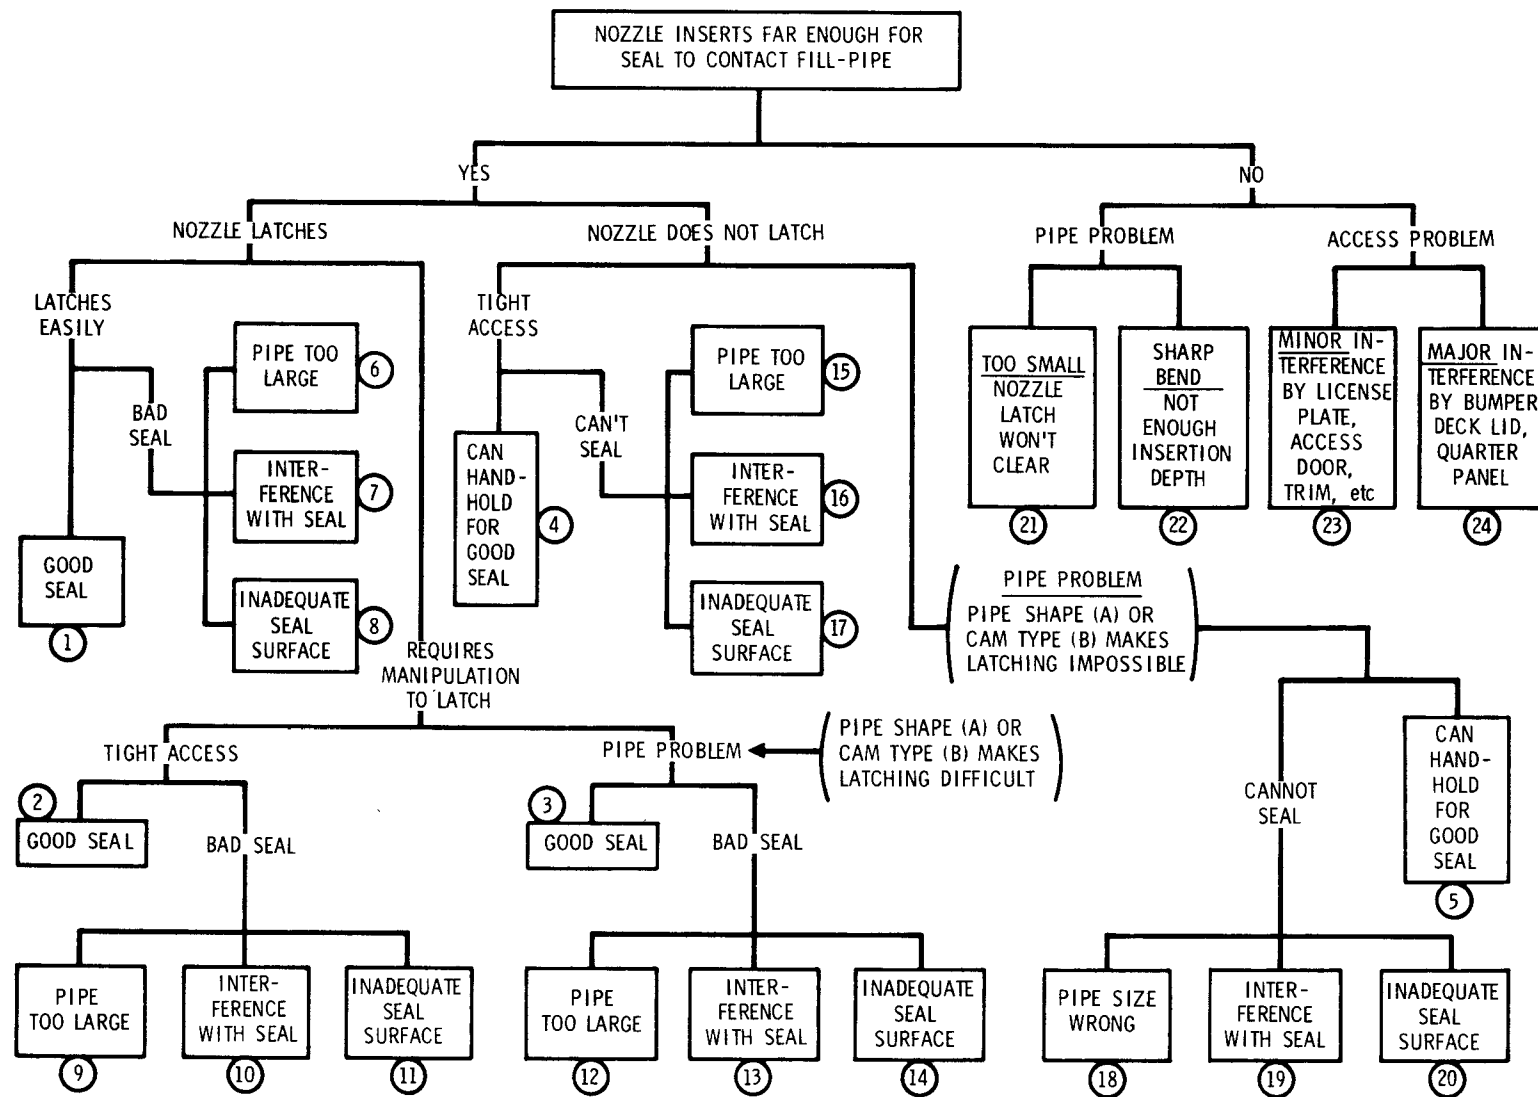 NOZZLE INSERTS FAR ENOUGH FOR
SEAL TO CONTACT FILL-PIPE
YES
NO
NOZZLE LATCHES
NOZZLE DOES NOT LATCH
PIPE PROBLEM
ACCESS PROBLEM
LATCHES
EASILY
BAD
SEAL
PIPE TOO
LARGE
6
INTER-
FERENCE
WITH SEAL
7
INADEQUATE
SEAL
SURFACE
8
GOOD
SEAL
1
TIGHT
ACCESS
CAN'T
SEAL
CAN
HAND-
HOLD
FOR
GOOD
SEAL
4
PIPE TOO
LARGE
15
INTER-
FERENCE
WITH SEAL
16
INADEQUATE
SEAL
SURFACE
17
TOO SMALL
NOZZLE
LATCH
WON'T
CLEAR
21
SHARP
BEND
NOT
ENOUGH
INSERTION
DEPTH
22
MINOR IN-
TERFERENCE
BY LICENSE
PLATE,
ACCESS
DOOR,
TRIM, etc
23
MAJOR IN-
TERFERENCE
BY BUMPER
DECK LID,
QUARTER
PANEL
24
PIPE PROBLEM
PIPE SHAPE (A) OR
CAM TYPE (B) MAKES
LATCHING IMPOSSIBLE
REQUIRES
MANIPULATION
TO LATCH
TIGHT ACCESS
2
GOOD SEAL
BAD SEAL
PIPE
TOO LARGE
9
INTER-
FERENCE
WITH SEAL
10
INADEQUATE
SEAL
SURFACE
11
PIPE PROBLEM
PIPE SHAPE (A) OR
CAM TYPE (B) MAKES
LATCHING DIFFICULT
3
GOOD SEAL
BAD SEAL
PIPE
TOO LARGE
12
INTER-
FERENCE
WITH SEAL
13
INADEQUATE
SEAL
SURFACE
14
CANNOT
SEAL
CAN
HAND-
HOLD
FOR
GOOD
SEAL
5
PIPE SIZE
WRONG
18
INTER-
FERENCE
WITH SEAL
19
INADEQUATE
SEAL
SURFACE
20